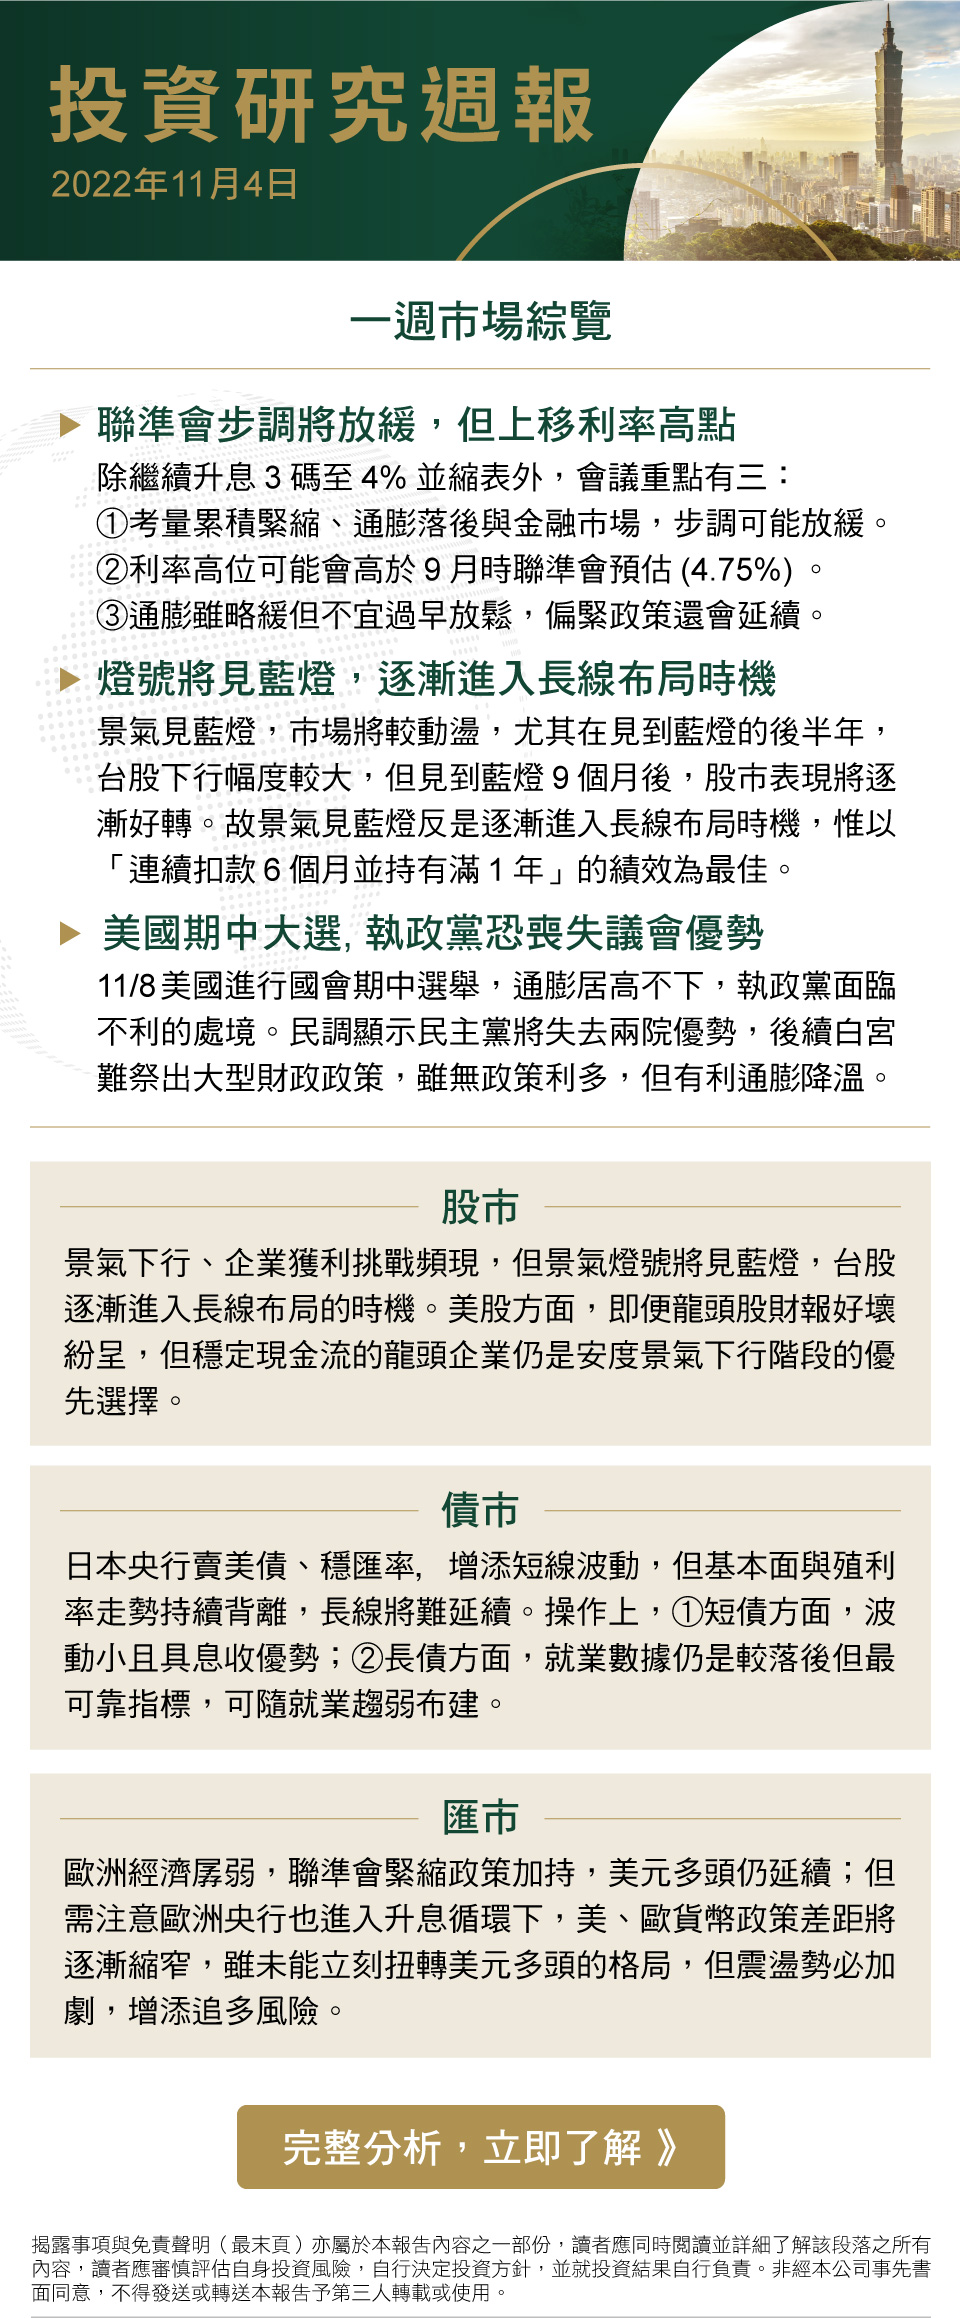 投資研究週報
2022年11月4日
一週市場綜覽
聯準會步調將放緩，但上移利率高點
除繼續升息 3 碼至 4% 並縮表外，會議重點有三：
①考量累積緊縮、通膨落後與金融市場，步調可能放緩。
②利率高位可能會高於 9 月時聯準會預估 (4.75%) 。
③通膨雖略緩但不宜過早放鬆，偏緊政策還會延續。
燈號將見藍燈，逐漸進入長線布局時機
景氣見藍燈，市場將較動盪，尤其在見到藍燈的後半年，
台股下行幅度較大，但見到藍燈 9 個月後，股市表現將逐
漸好轉。故景氣見藍燈反是逐漸進入長線布局時機，惟以
「連續扣款 6 個月並持有滿 1 年」的績效為最佳。
美國期中大選, 執政黨恐喪失議會優勢
11/8 美國進行國會期中選舉，通膨居高不下，執政黨面臨
不利的處境。民調顯示民主黨將失去兩院優勢，後續白宮
難祭出大型財政政策，雖無政策利多，但有利通膨降溫。
股市
景氣下行、企業獲利挑戰頻現，但景氣燈號將見藍燈，台股
逐漸進入長線布局的時機。美股方面，即便龍頭股財報好壞
紛呈，但穩定現金流的龍頭企業仍是安度景氣下行階段的優
先選擇。
債市
日本央行賣美債、穩匯率，增添短線波動，但基本面與殖利
率走勢持續背離，長線將難延續。操作上，①短債方面，波
動小且具息收優勢；②長債方面，就業數據仍是較落後但最
可靠指標，可隨就業趨弱布建。
匯市
歐洲經濟孱弱，聯準會緊縮政策加持，美元多頭仍延續；但
需注意歐洲央行也進入升息循環下，美、歐貨幣政策差距將
逐漸縮窄，雖未能立刻扭轉美元多頭的格局，但震盪勢必加
劇，增添追多風險。
完整分析，立即了解 》
揭露事項與免責聲明（最末頁）亦屬於本報告內容之一部份，讀者應同時閱讀並詳細了解該段落之所有
內容，讀者應審慎評估自身投資風險，自行決定投資方針，並就投資結果自行負責。非經本公司事先書
面同意，不得發送或轉送本報告予第三人轉載或使用。